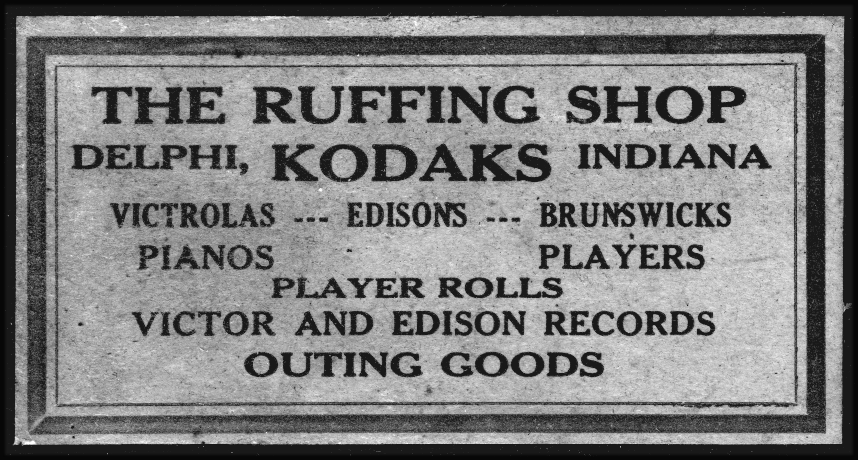 THE RUFFING SHOP
DELPHI, KODAKS INDIANA
VICTROLAS --- EDISONS --- BRUNSWICKS
PIANOS PLAYERS
PLAYER ROLLS
VICTOR AND EDISON RECORDS
OUTING GOODS